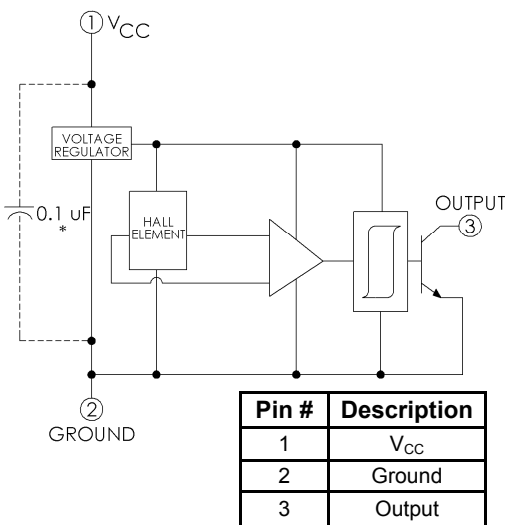 ① VCC
VOLTAGE
REGULATOR
0.1 uF
*
HALL
ELEMENT
OUTPUT
③
②
GROUND
Pin # Description
1 VCC
2 Ground
3 Output